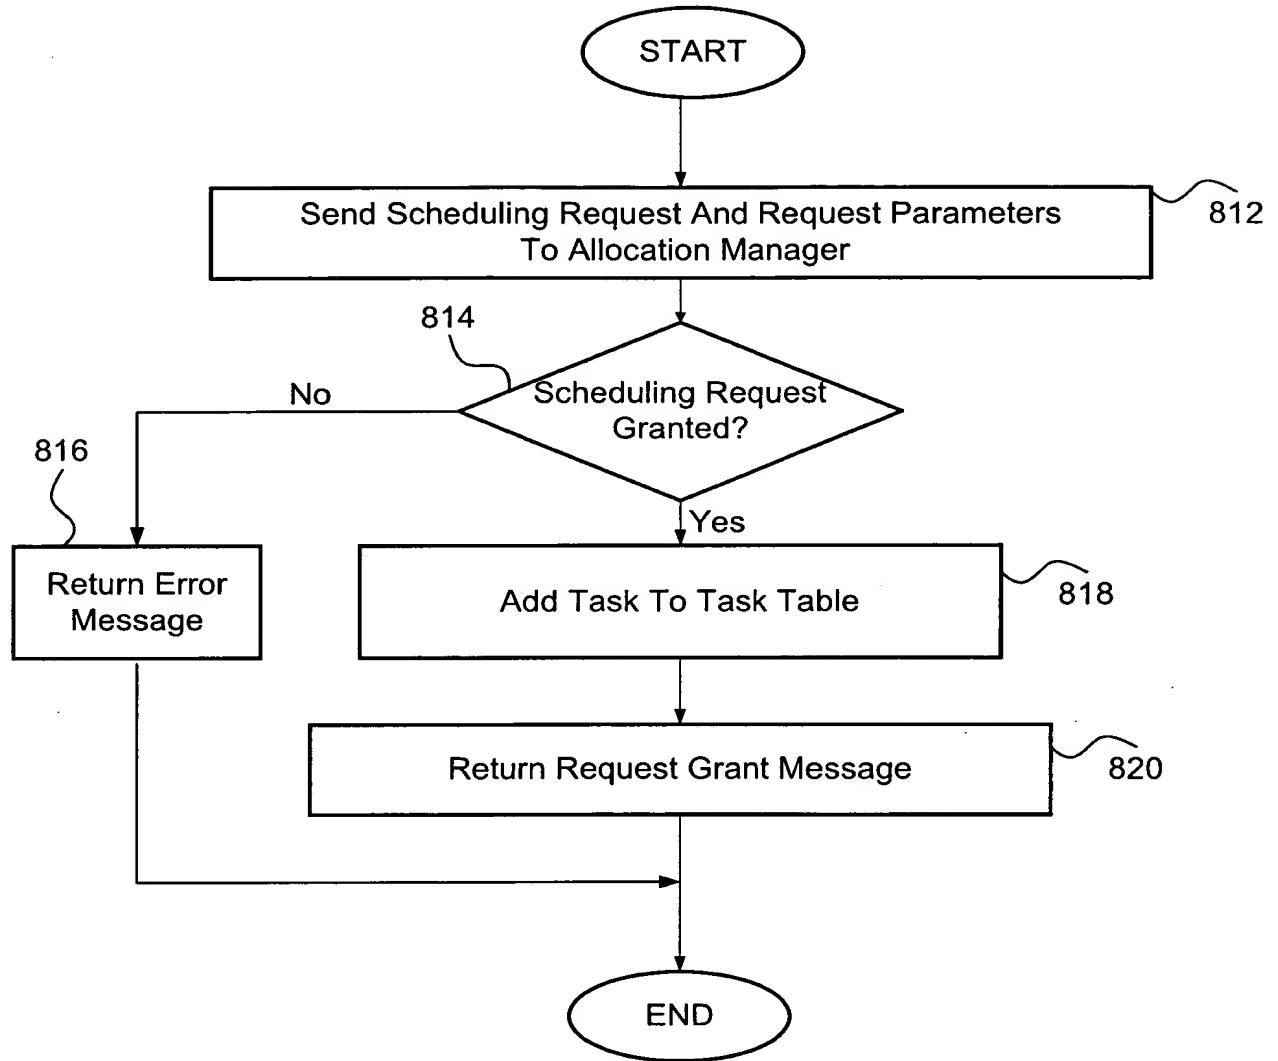 START
Send Scheduling Request And Request Parameters
To Allocation Manager
812
814
Scheduling Request
Granted?
No
816
Yes
Return Error
Message
Add Task To Task Table
818
Return Request Grant Message
820
END